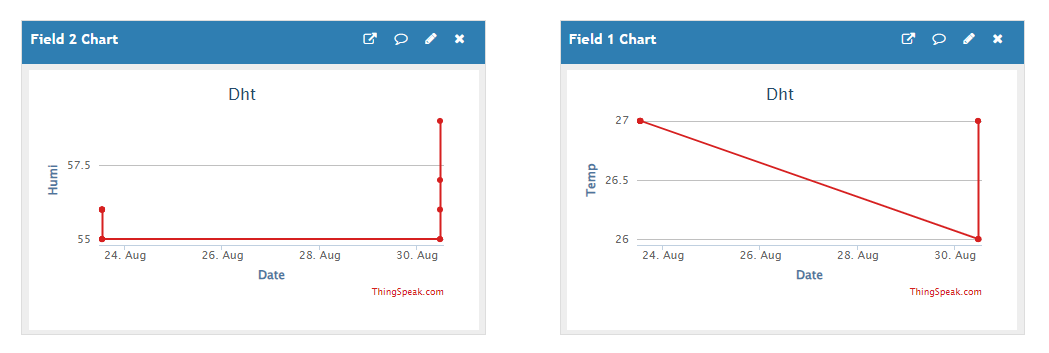 Field 2 Chart
Dht
57.5
55
Humi
24. Aug 26. Aug 28. Aug 30. Aug
Date
ThingSpeak.com
Field 1 Chart
Dht
27
26.5
26
Temp
24. Aug 26. Aug 28. Aug 30. Aug
Date
ThingSpeak.com